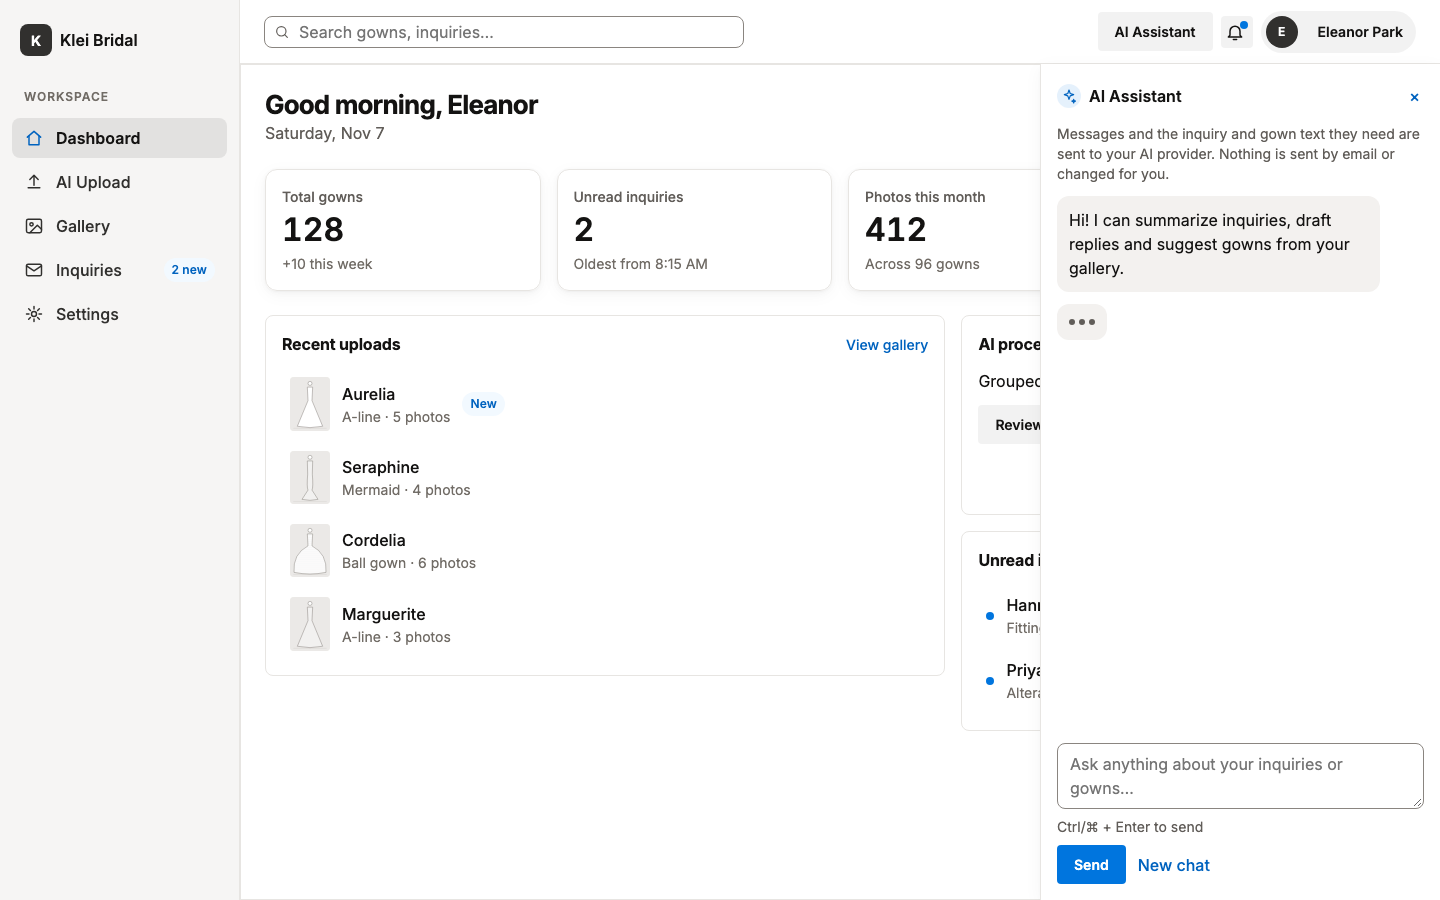 K Klei Bridal
WORKSPACE
Dashboard
AI Upload
Gallery
Inquiries 2 new
Settings
Search gowns, inquiries...
AI Assistant
E Eleanor Park
Good morning, Eleanor
Saturday, Nov 7
Total gowns
128
+10 this week
Unread inquiries
2
Oldest from 8:15 AM
Photos this month
412
Across 96 gowns
Recent uploads
View gallery
Aurelia
A-line · 5 photos
New
Seraphine
Mermaid · 4 photos
Cordelia
Ball gown · 6 photos
Marguerite
A-line · 3 photos
AI
Grouped
Review
Unread
AI Assistant
×
Messages and the inquiry and gown text they need are
sent to your AI provider. Nothing is sent by email or
changed for you.
Hi! I can summarize inquiries, draft
replies and suggest gowns from your
gallery.
Ask anything about your inquiries or
gowns...
Ctrl/⌘ + Enter to send
Send
New chat